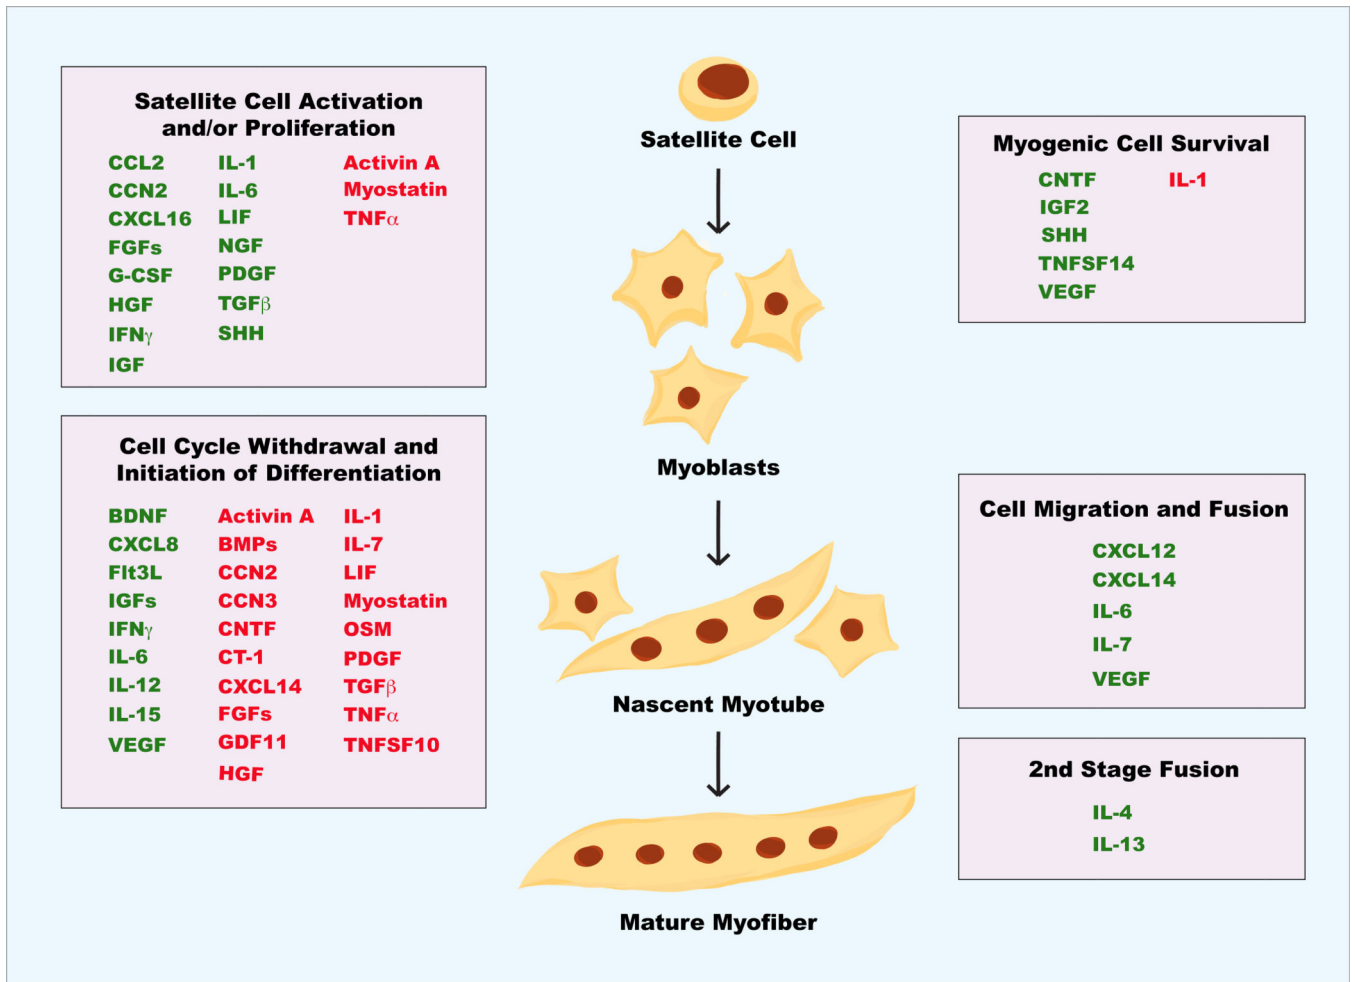 Satellite Cell Activation
and/or Proliferation
CCL2
CCN2
CXCL16
FGFs
G-CSF
HGF
IFNγ
IGF
IL-1
IL-6
LIF
NGF
PDGF
TGFβ
SHH
Activin A
Myostatin
TNFα
Cell Cycle Withdrawal and
Initiation of Differentiation
BDNF
CXCL8
Flt3L
IGFs
IFNγ
IL-6
IL-12
IL-15
VEGF
Activin A
BMPs
CCN2
CCN3
CNTF
CT-1
CXCL14
FGFs
GDF11
HGF
IL-1
IL-7
LIF
Myostatin
OSM
PDGF
TGFβ
TNFα
TNFSF10
Satellite Cell
Myoblasts
Nascent Myotube
Mature Myofiber
Myogenic Cell Survival
CNTF
IGF2
SHH
TNFSF14
VEGF
IL-1
Cell Migration and Fusion
CXCL12
CXCL14
IL-6
IL-7
VEGF
2nd Stage Fusion
IL-4
IL-13